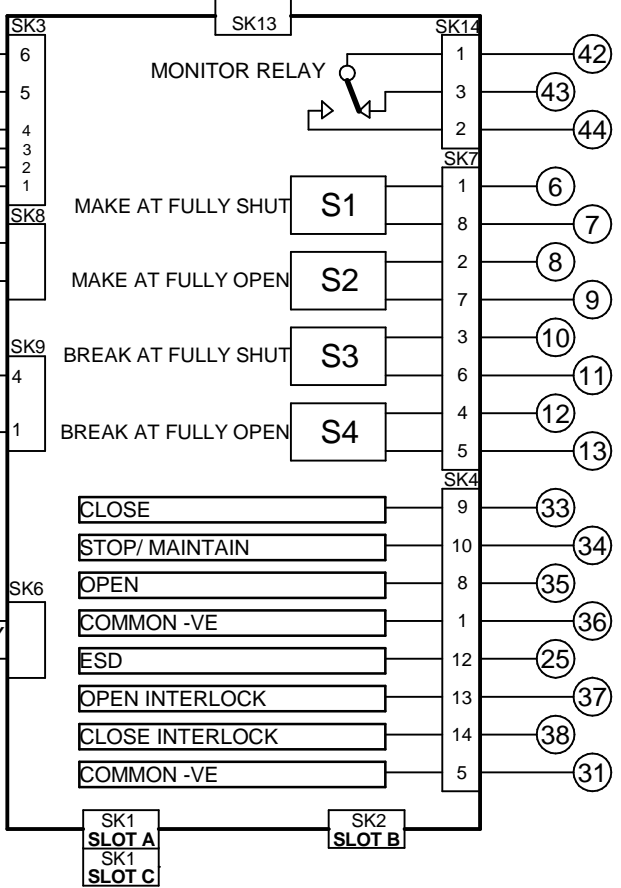 SK3
SK13
SK14
6
MONITOR RELAY
1
42
5
3
43
4
2
44
3
2
1
SK7
MAKE AT FULLY SHUT
S1
1
6
SK8
8
7
MAKE AT FULLY OPEN
S2
2
8
7
9
SK9
BREAK AT FULLY SHUT
S3
3
10
4
6
11
1
BREAK AT FULLY OPEN
S4
4
12
5
13
SK4
CLOSE
9
33
STOP/ MAINTAIN
10
34
SK6
OPEN
8
35
COMMON -VE
1
36
ESD
12
25
OPEN INTERLOCK
13
37
CLOSE INTERLOCK
14
38
COMMON -VE
5
31
SK1
SLOT A
SK1
SLOT C
SK2
SLOT B